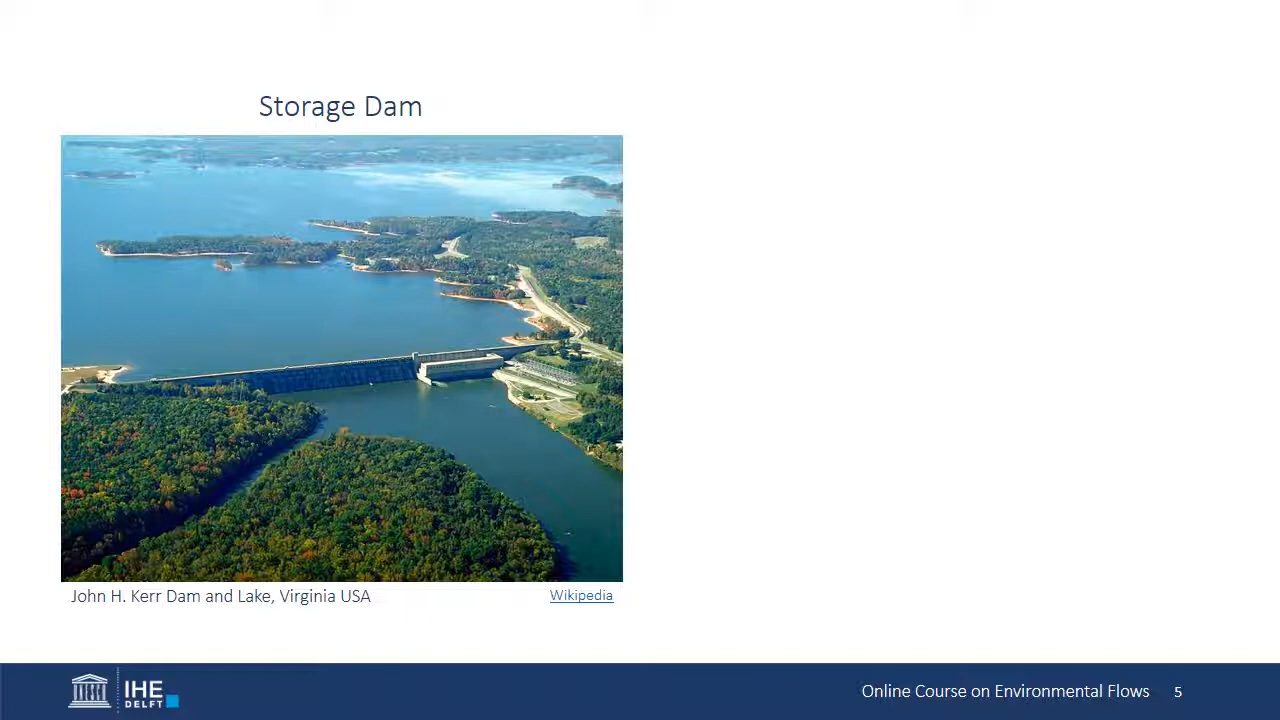 Storage Dam
John H. Kerr Dam and Lake, Virginia USA
Wikipedia
IHE
DELFT
Online Course on Environmental Flows
5